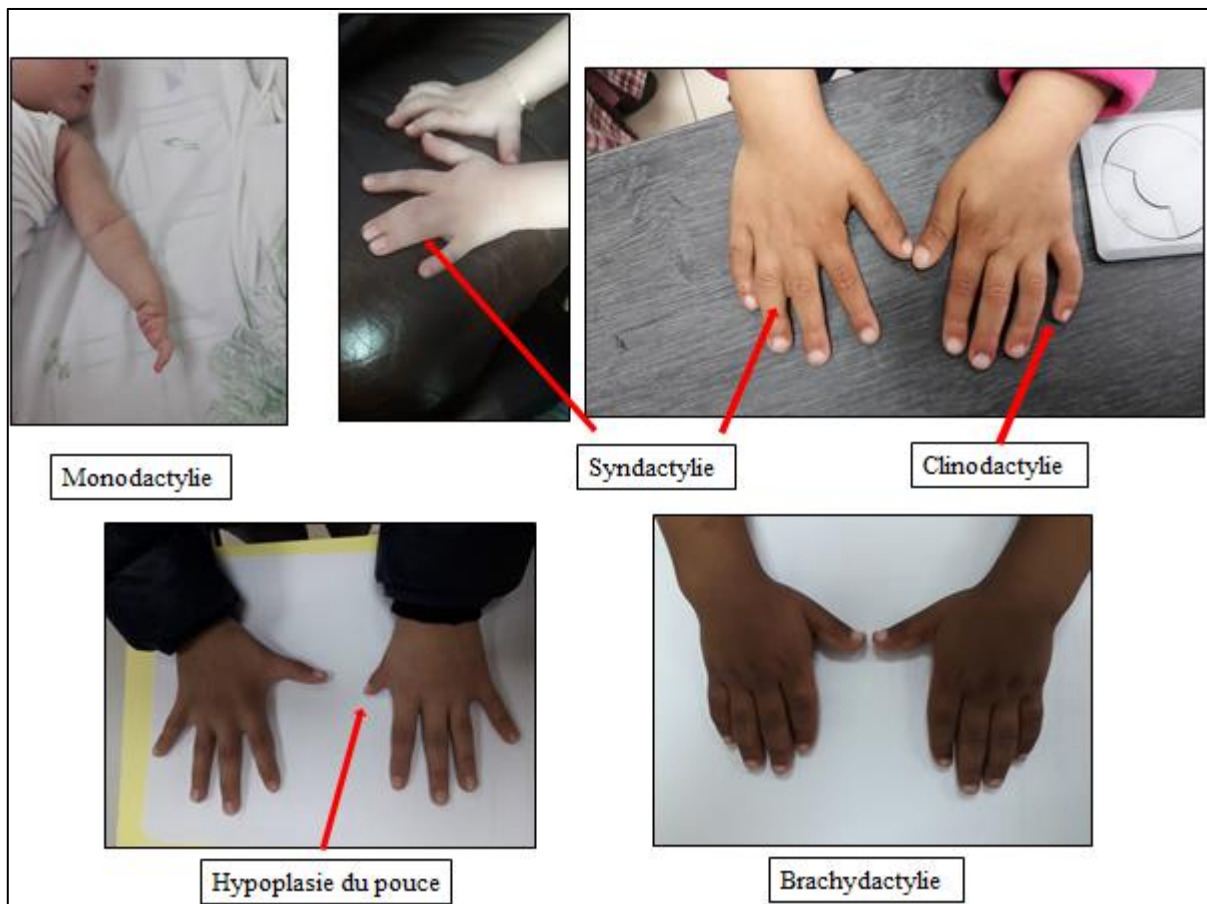 Monodactylie
Syndactylie
Clinodactylie
Hypoplasie du pouce
Brachydactylie